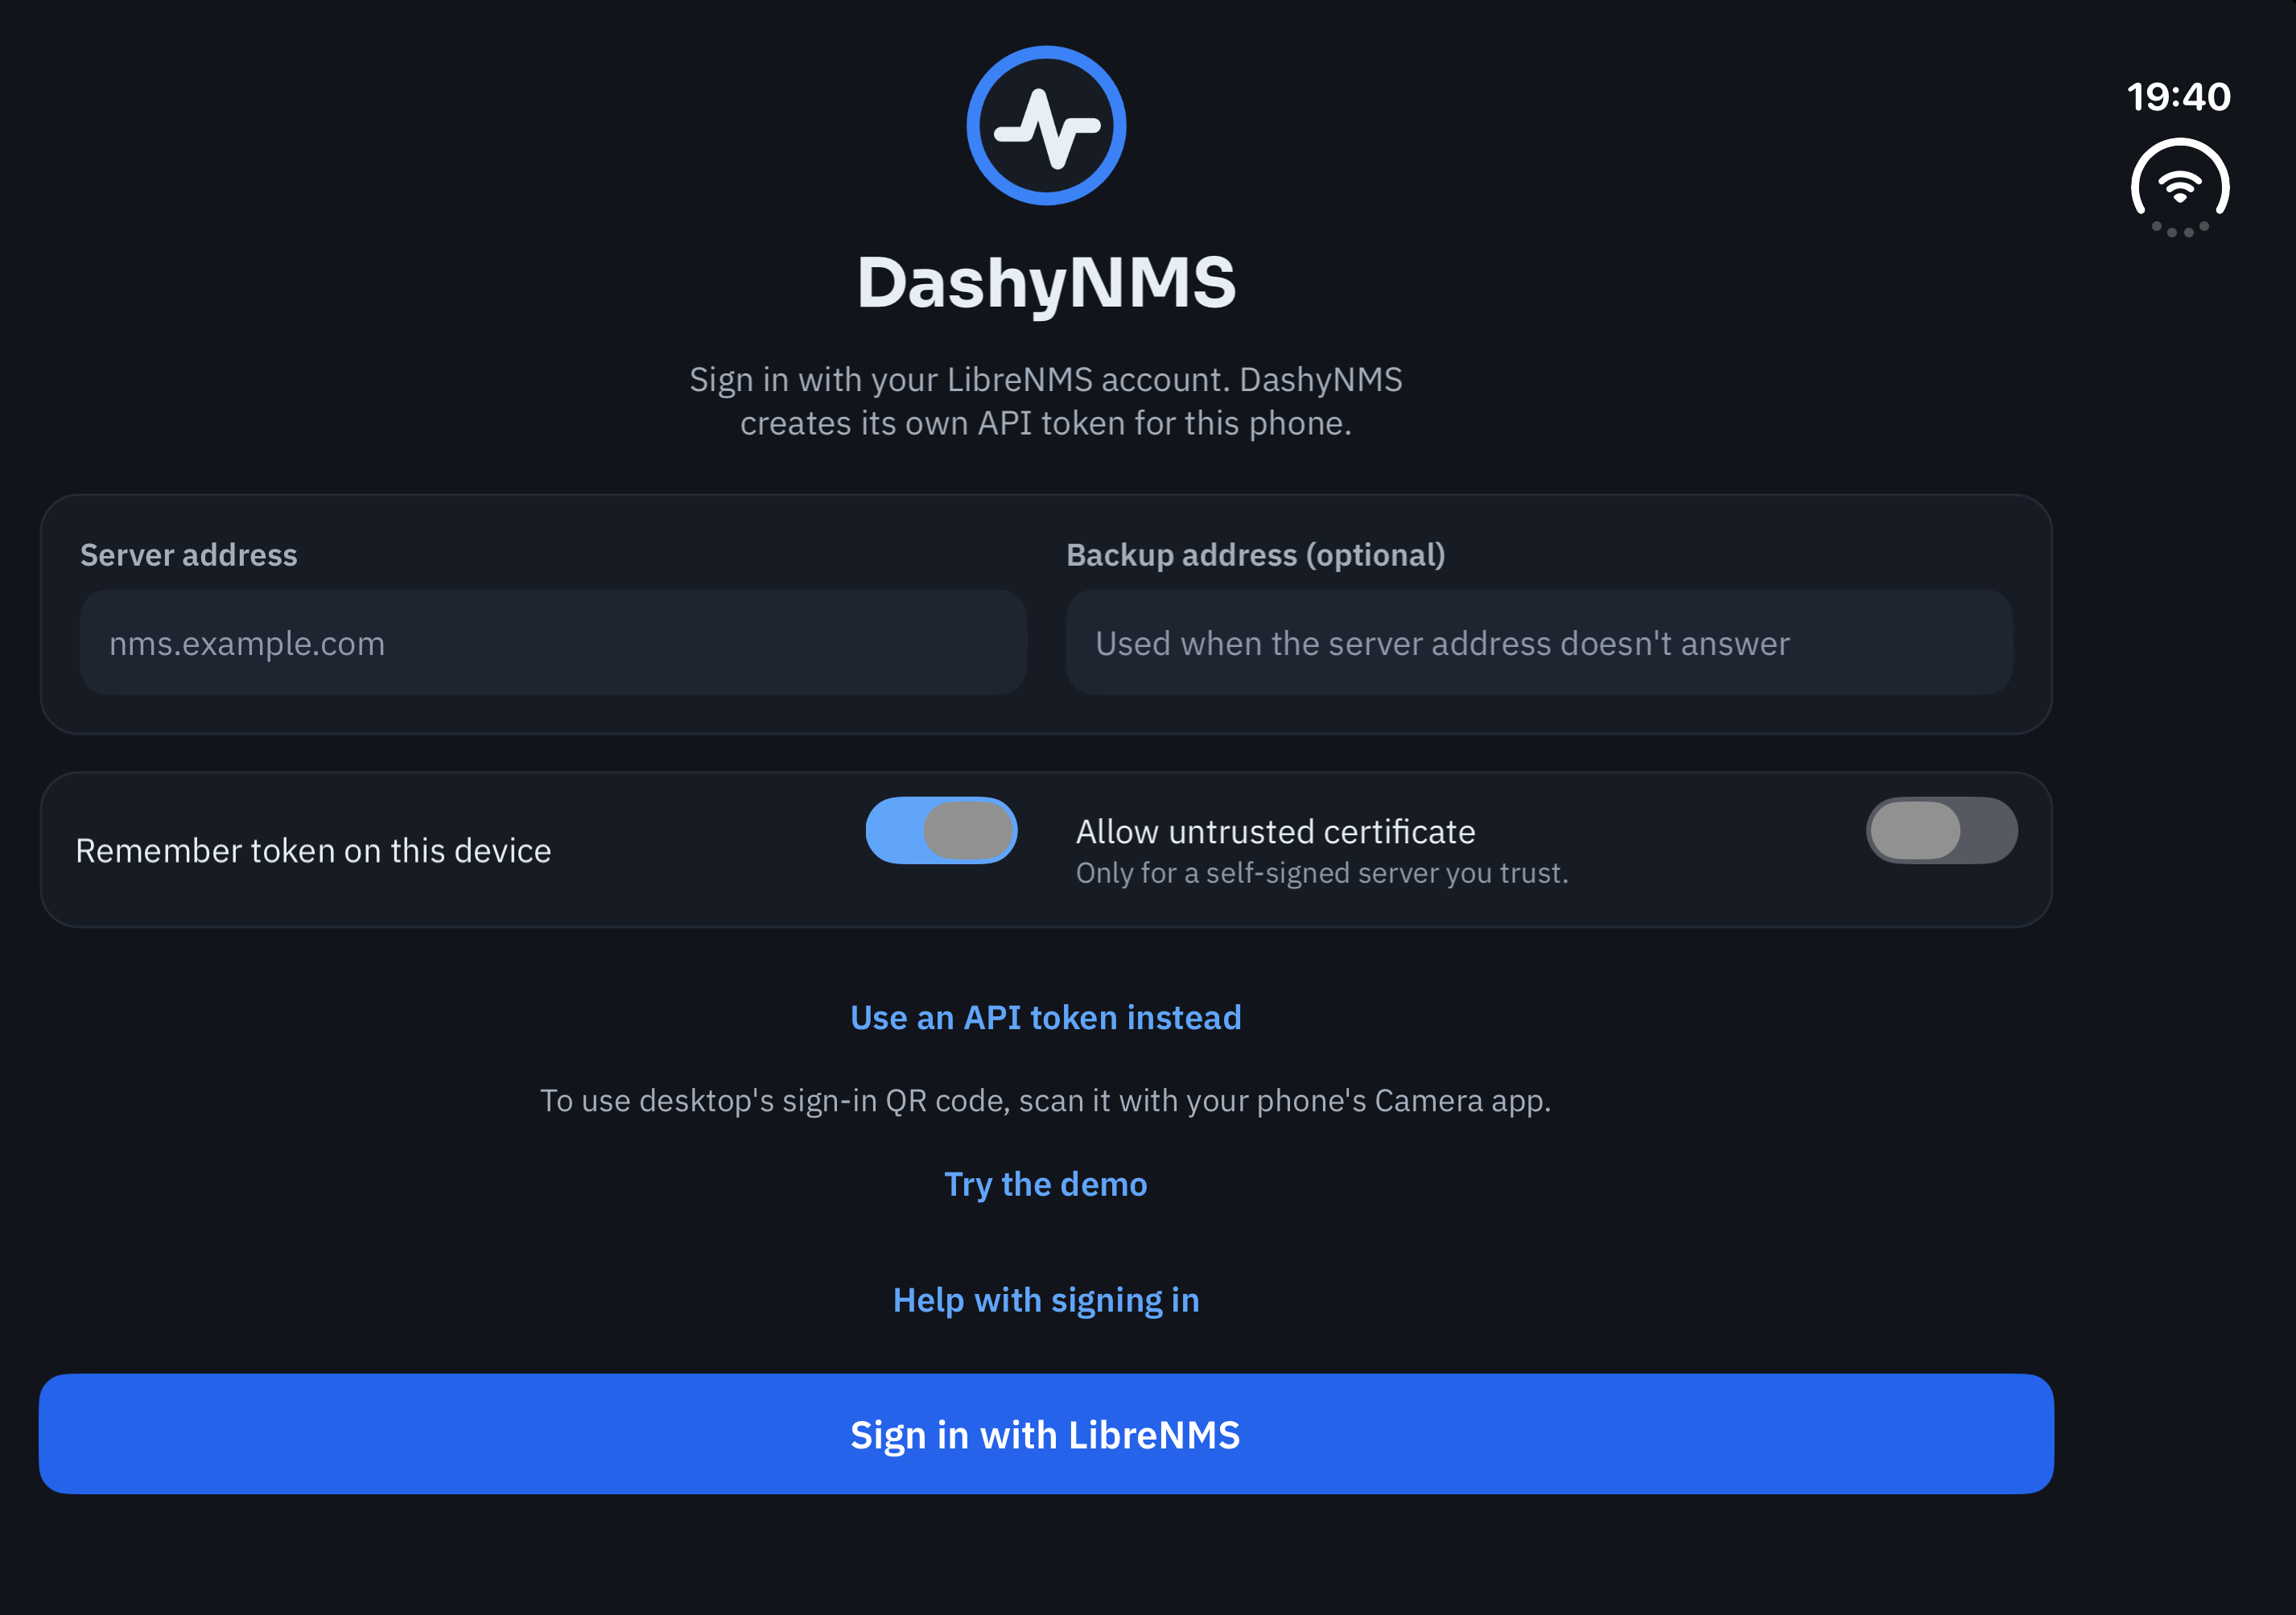 19:40
DashyNMS
Sign in with your LibreNMS account. DashyNMS
creates its own API token for this phone.
Server address
nms.example.com
Backup address (optional)
Used when the server address doesn't answer
Remember token on this device
Allow untrusted certificate
Only for a self-signed server you trust.
Use an API token instead
To use desktop's sign-in QR code, scan it with your phone's Camera app.
Try the demo
Help with signing in
Sign in with LibreNMS